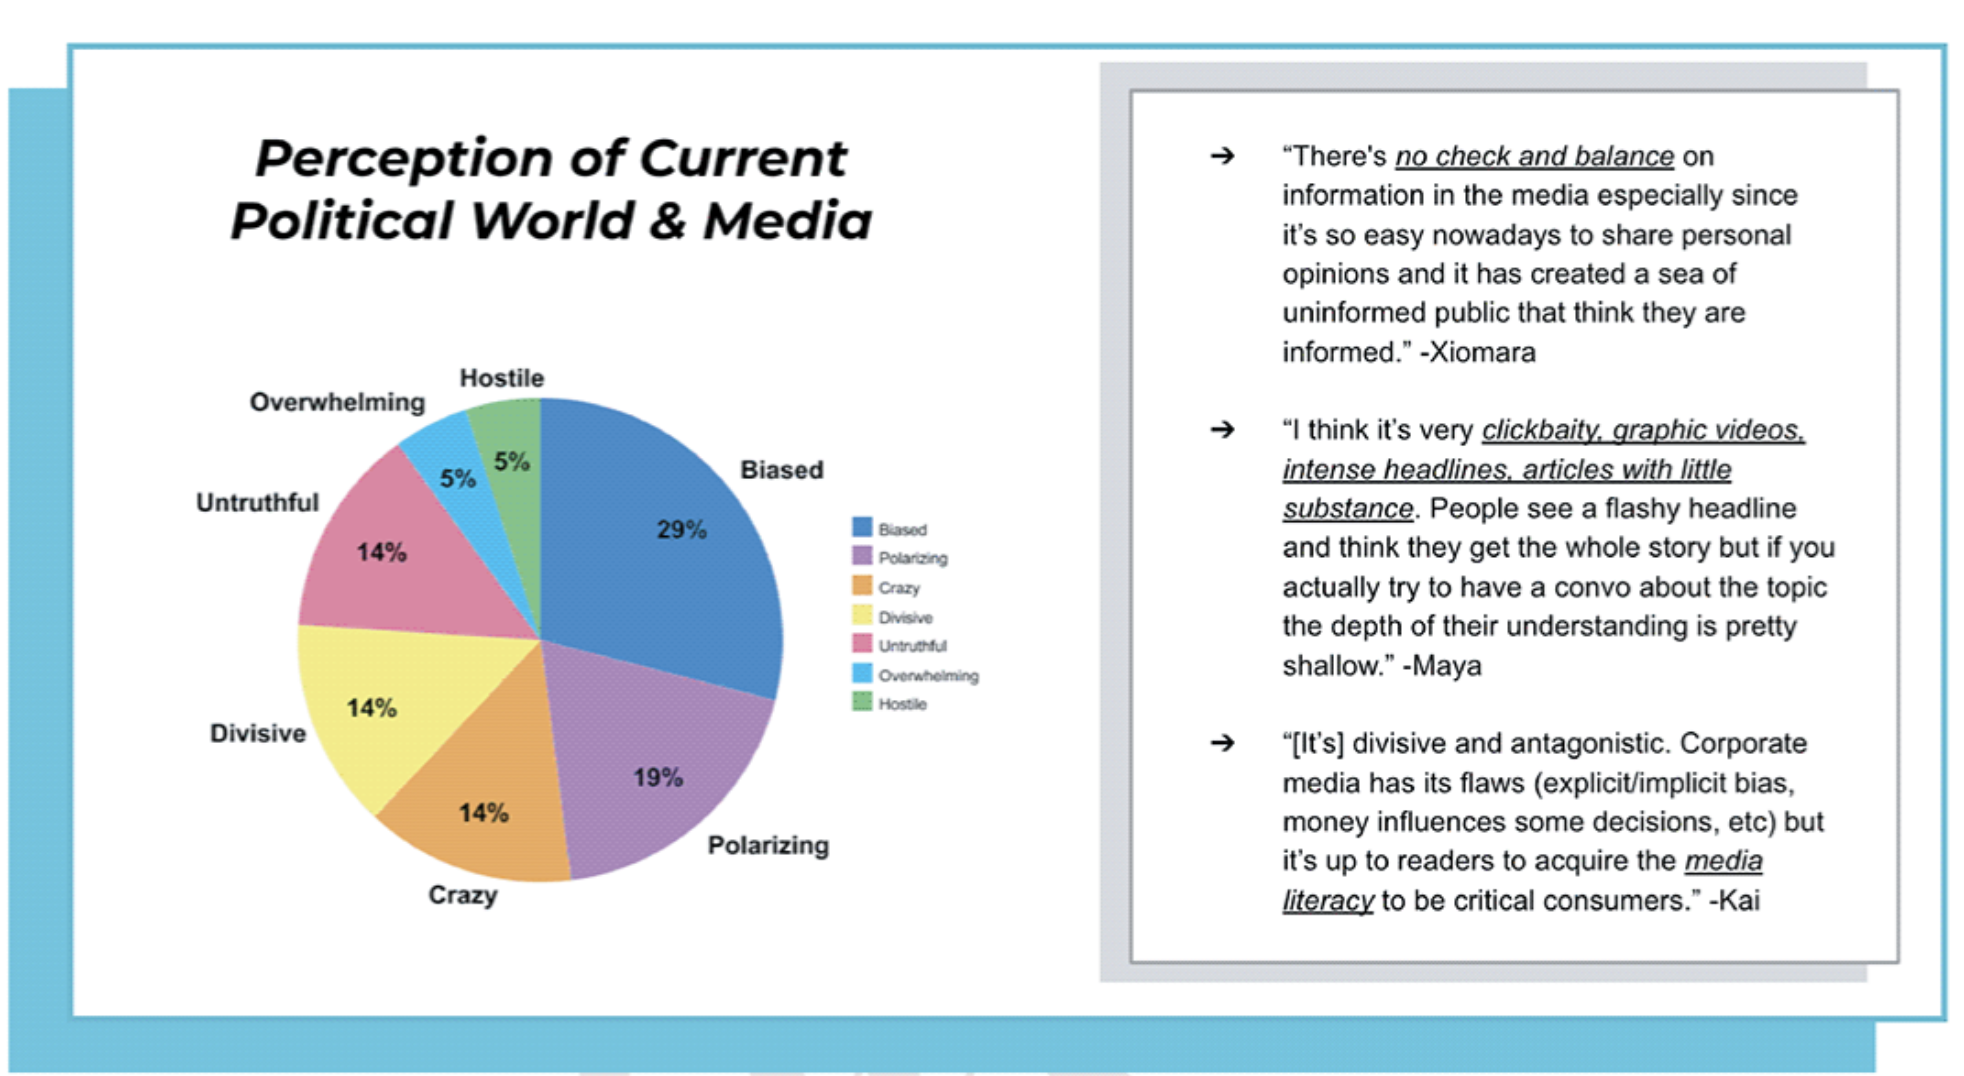 Perception of Current
Political World & Media
Hostile
Overwhelming
Biased
Untruthful
Divisive
Crazy
Polarizing
5%
5%
29%
14%
14%
14%
19%
Biased
Polarizing
Crazy
Divisive
Untruthful
Overwhelming
Hostile
➔ “There's no check and balance on
information in the media especially since
it’s so easy nowadays to share personal
opinions and it has created a sea of
uninformed public that think they are
informed.” -Xiomara
➔ “I think it’s very clickbaity, graphic videos,
intense headlines, articles with little
substance. People see a flashy headline
and think they get the whole story but if you
actually try to have a convo about the topic
the depth of their understanding is pretty
shallow.” -Maya
➔ “[It’s] divisive and antagonistic. Corporate
media has its flaws (explicit/implicit bias,
money influences some decisions, etc) but
it’s up to readers to acquire the media
literacy to be critical consumers.” -Kai